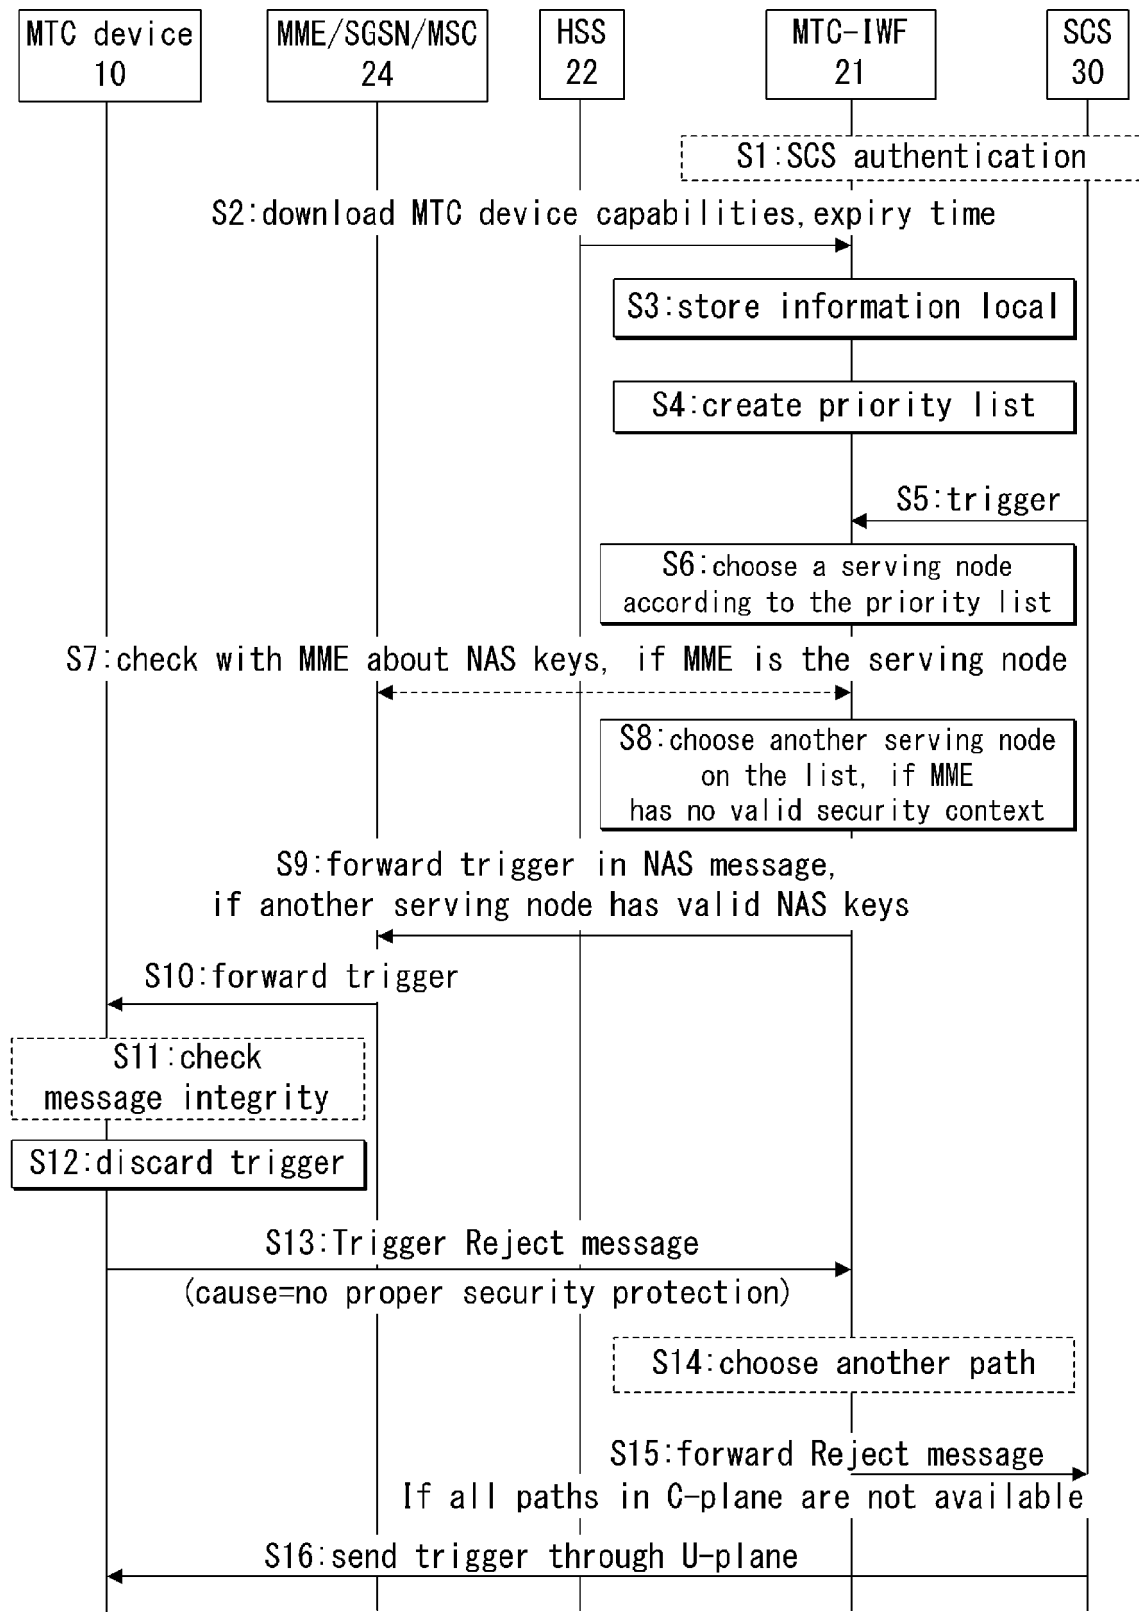 MTC device MME/SGSN/MSC HSS MTC-IWF SCS
10 24 22 21 30
S1:SCS authentication
S2:download MTC device capabilities,expiry time
S3:store information local
S4:create priority list
S5:trigger
S6:choose a serving node
according to the priority list
S7:check with MME about NAS keys, if MME is the serving node
S8:choose another serving node
on the list, if MME
has no valid security context
S9:forward trigger in NAS message,
if another serving node has valid NAS keys
S10:forward trigger
S11:check
message integrity
S12:discard trigger
S13:Trigger Reject message
(cause=no proper security protection)
S14:choose another path
S15:forward Reject message
If all paths in C-plane are not available
S16:send trigger through U-plane